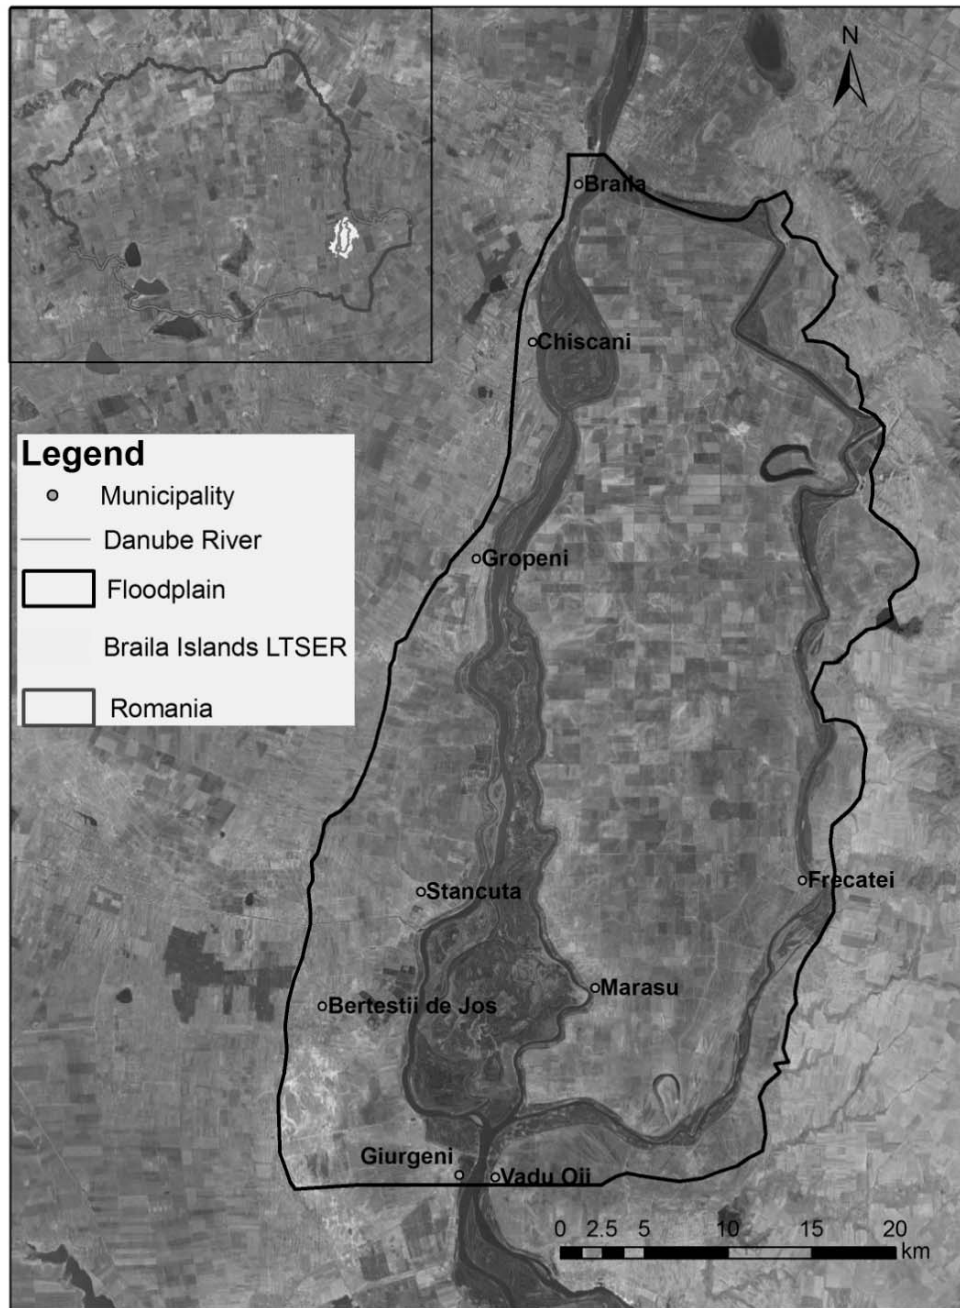 N
Braila
Chiscani
Legend
Municipality
Danube River
Floodplain
Braila Islands LTSER
Romania
Gropeni
Stancuta
Frecatei
Marasu
Bertestii de Jos
Giurgeni
Vadu Oii
0 2.5 5 10 15 20
km